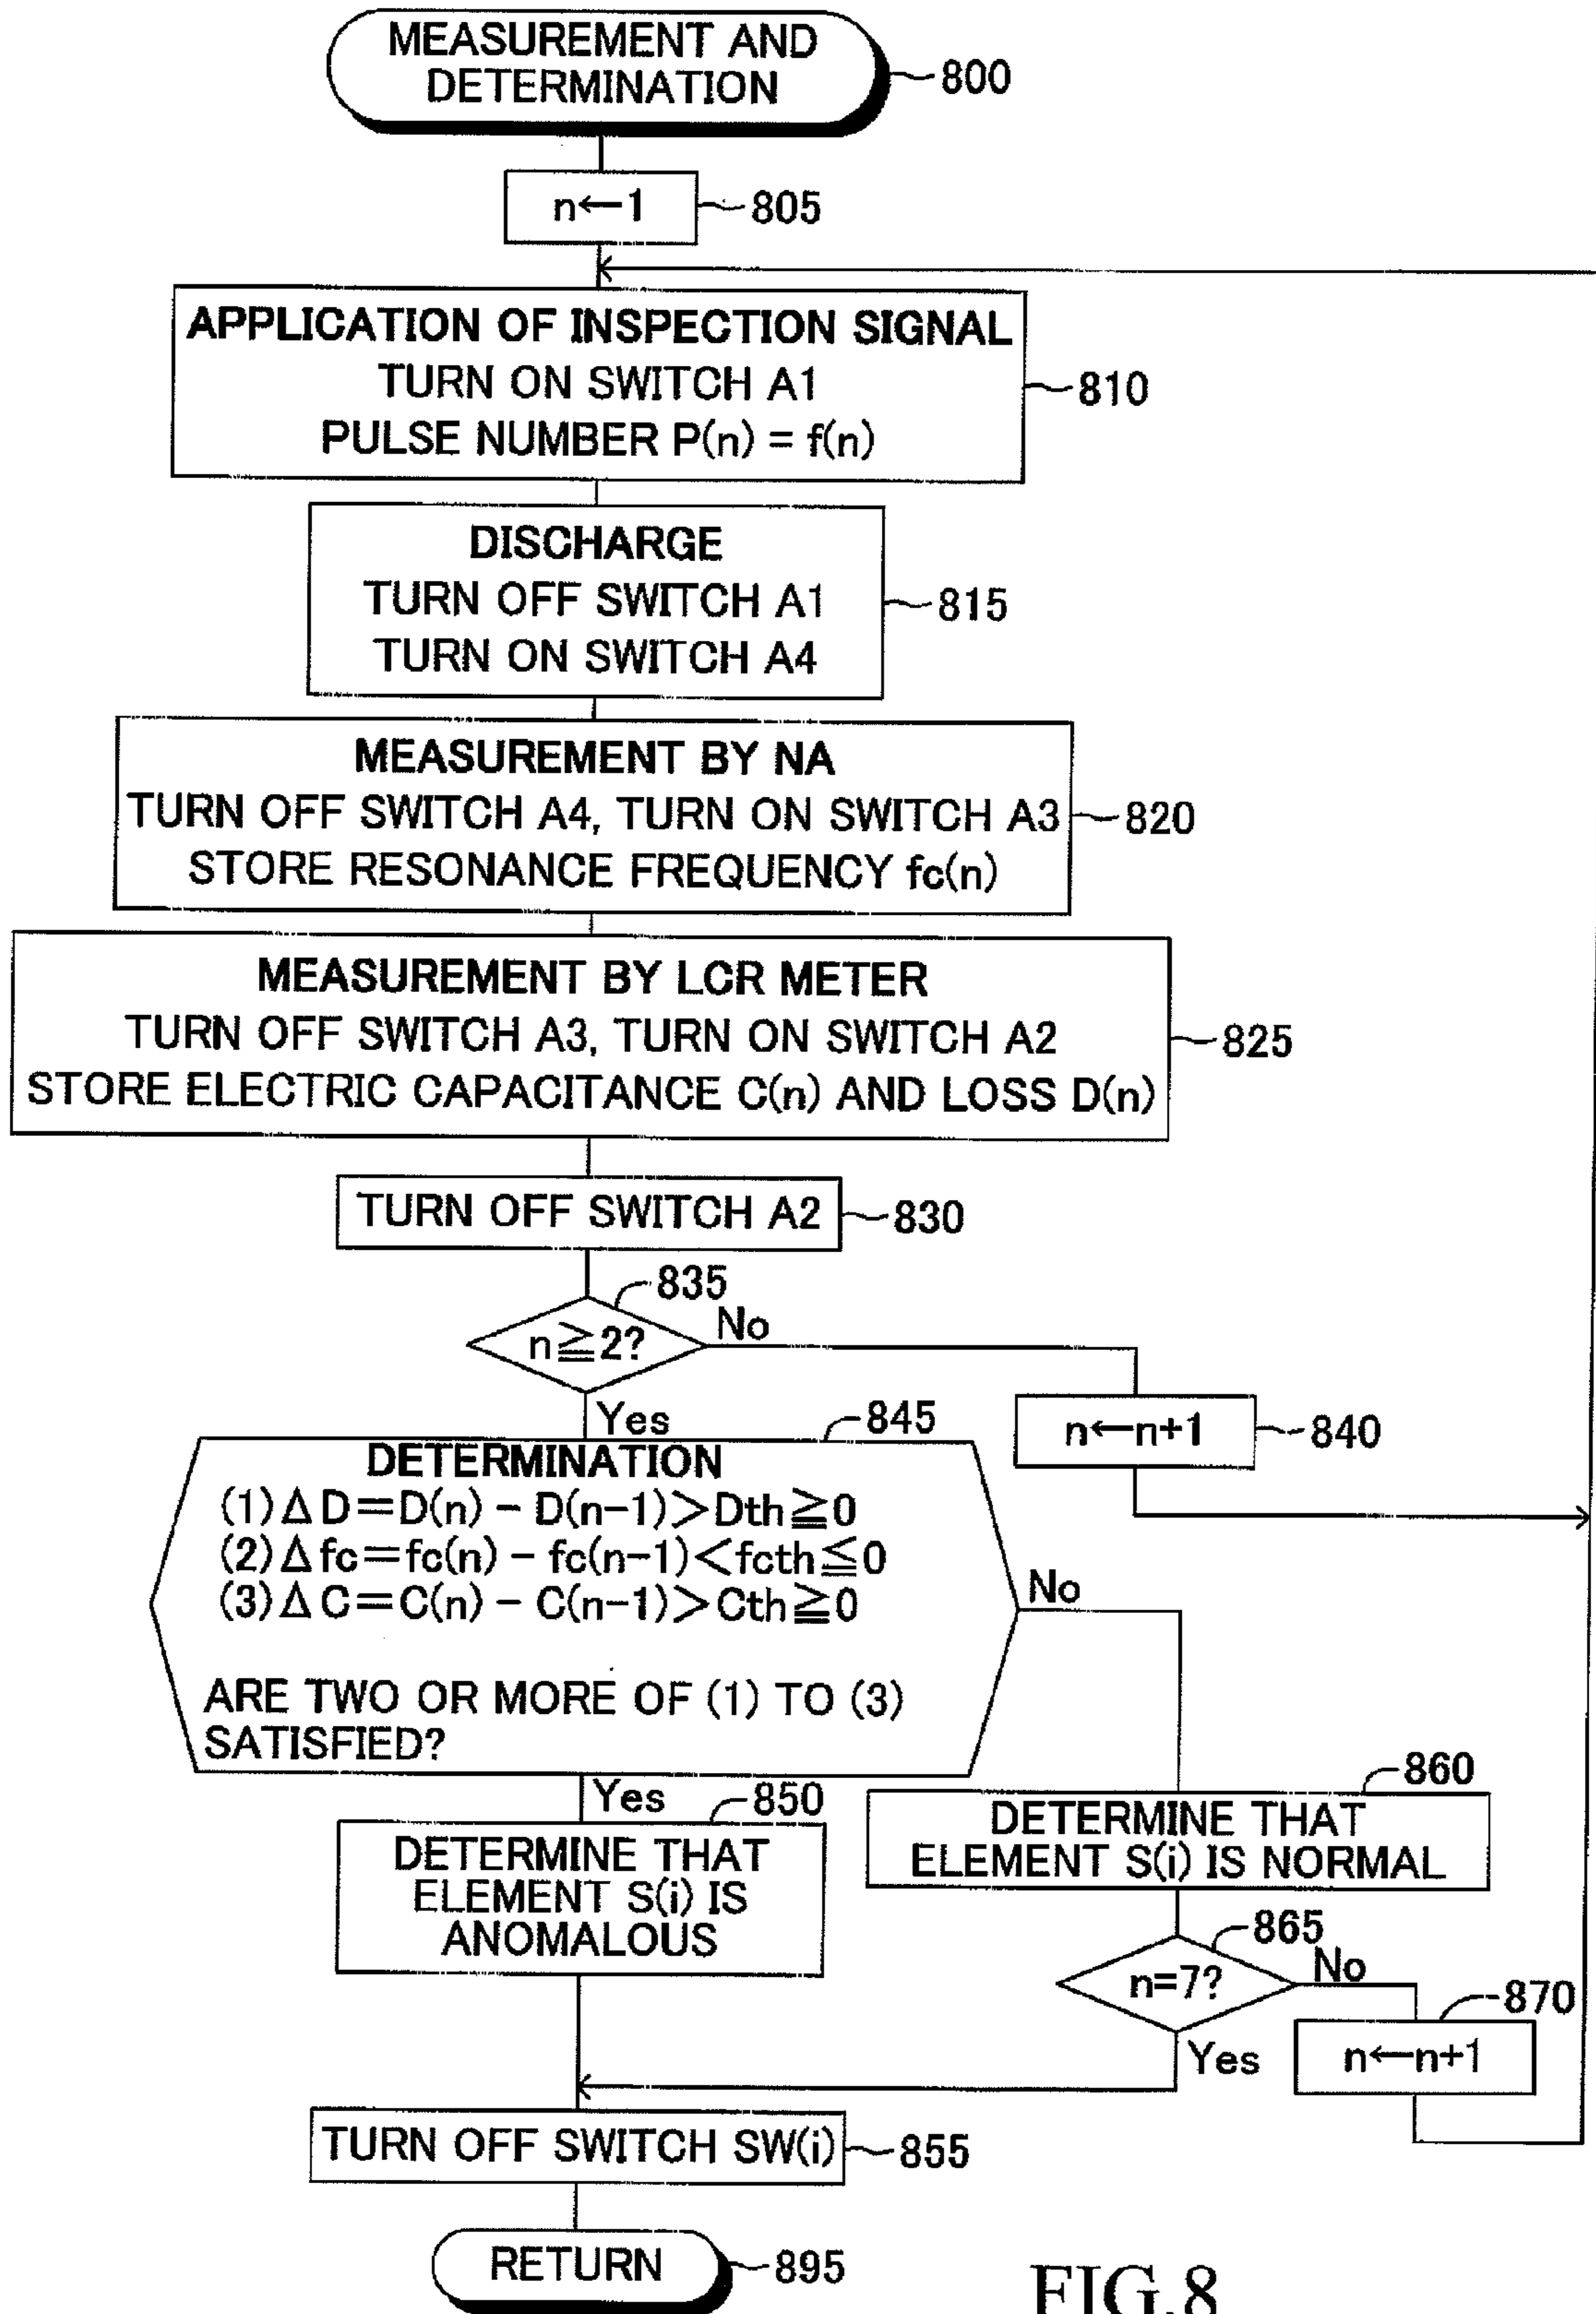 MEASUREMENT AND
DETERMINATION
800
n←1
805
APPLICATION OF INSPECTION SIGNAL
TURN ON SWITCH A1
PULSE NUMBER P(n) = f(n)
810
DISCHARGE
TURN OFF SWITCH A1
TURN ON SWITCH A4
815
MEASUREMENT BY NA
TURN OFF SWITCH A4, TURN ON SWITCH A3
STORE RESONANCE FREQUENCY fc(n)
820
MEASUREMENT BY LCR METER
TURN OFF SWITCH A3, TURN ON SWITCH A2
STORE ELECTRIC CAPACITANCE C(n) AND LOSS D(n)
825
TURN OFF SWITCH A2
830
835
n≧2?
No
Yes
n←n+1
840
845
DETERMINATION
(1)ΔD=D(n) - D(n-1)>Dth≧0
(2)Δfc=fc(n) - fc(n-1)<fcth≦0
(3)ΔC=C(n) - C(n-1)>Cth≧0
ARE TWO OR MORE OF (1) TO (3)
SATISFIED?
No
Yes
850
DETERMINE THAT
ELEMENT S(i) IS
ANOMALOUS
860
DETERMINE THAT
ELEMENT S(i) IS NORMAL
865
n=7?
No
Yes
870
n←n+1
TURN OFF SWITCH SW(i)
855
RETURN
895
FIG.8